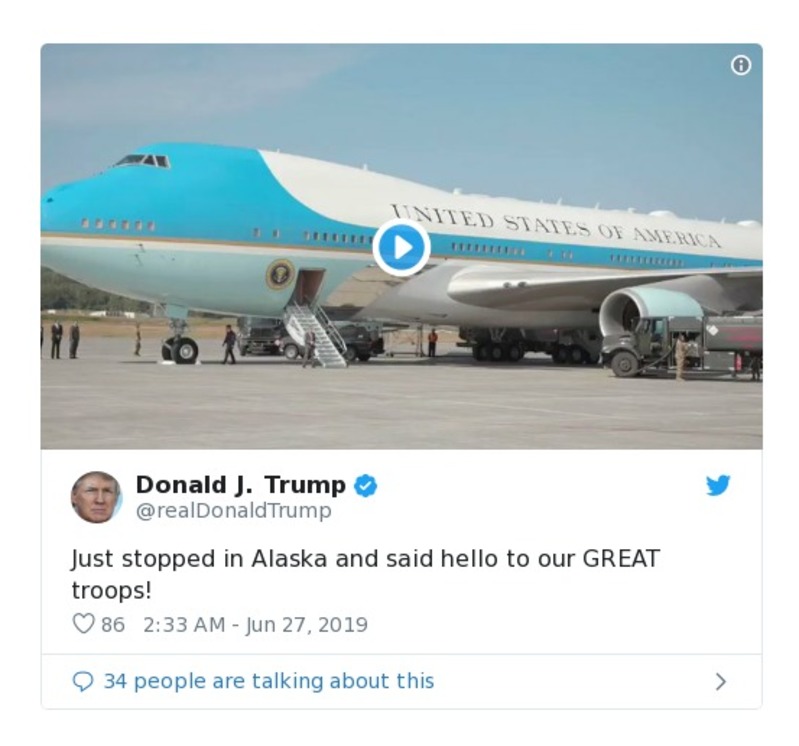 UNITED STATES OF AMERICA
Donald J. Trump
@realDonaldTrump
Just stopped in Alaska and said hello to our GREAT
troops!
86 2:33 AM - Jun 27, 2019
34 people are talking about this